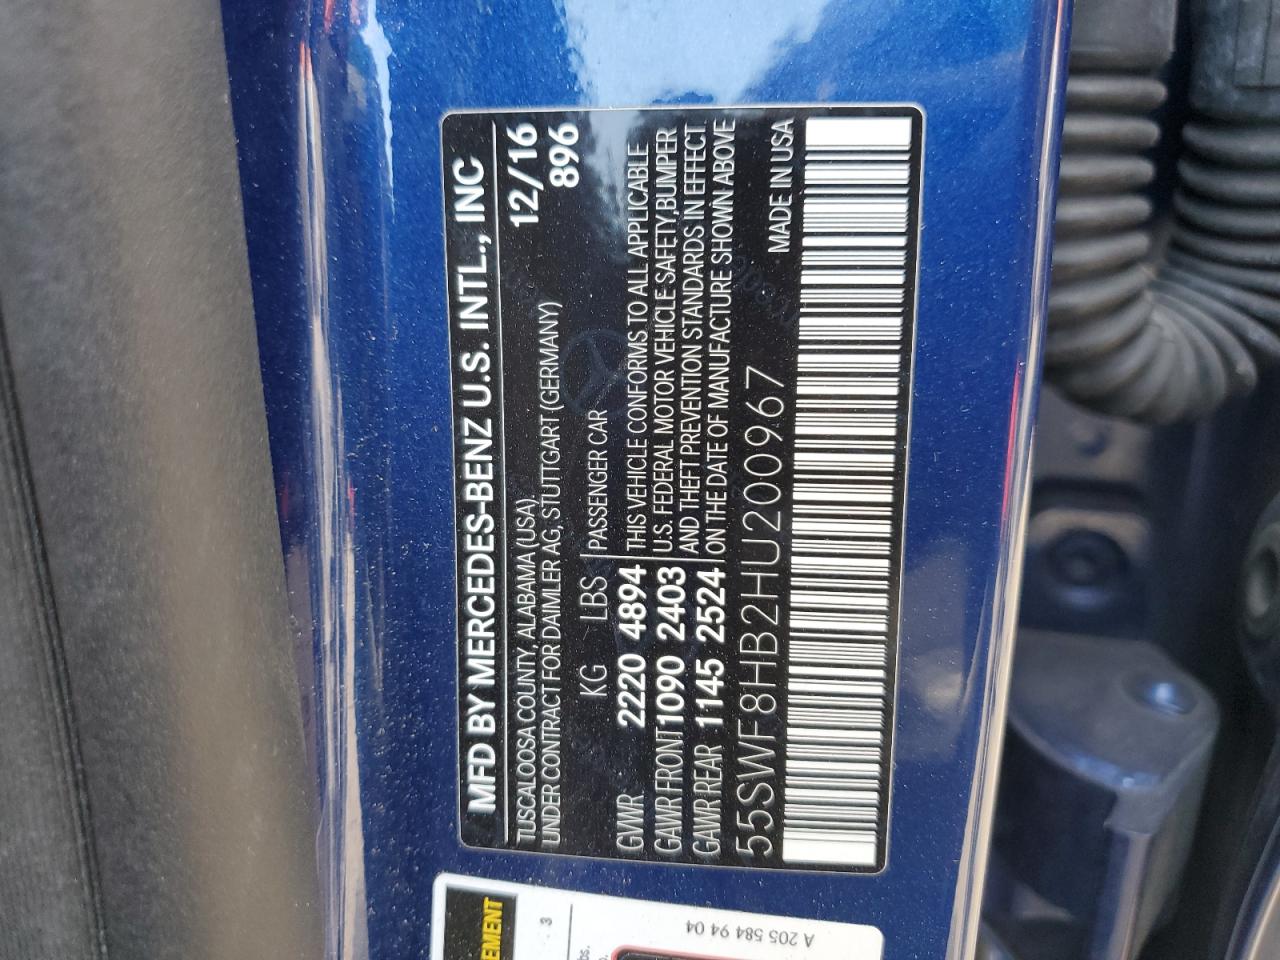 MFD BY MERCEDES-BENZ U.S. INTL., INC
TUSCALOOSA COUNTY, ALABAMA (USA)
12/16
UNDER CONTRACT FOR DAIMLER AG, STUTTGART (GERMANY)
896
KG LBS PASSENGER CAR
GVWR 2220 4894 THIS VEHICLE CONFORMS TO ALL APPLICABLE
GAWR FRONT 1090 2403 U.S. FEDERAL MOTOR VEHICLE SAFETY,BUMPER
GAWR REAR 1145 2524 AND THEFT PREVENTION STANDARDS IN EFFECT
ON THE DATE OF MANUFACTURE SHOWN ABOVE
55SWF8HB2HU200967
MADE IN USA
EMENT
3
bs.
A 205 584 94 04